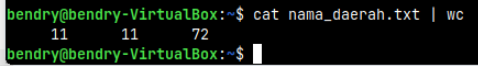 bendry@bendry-VirtualBox:~$ cat nama_daerah.txt | wc
     11      11      72
bendry@bendry-VirtualBox:~$